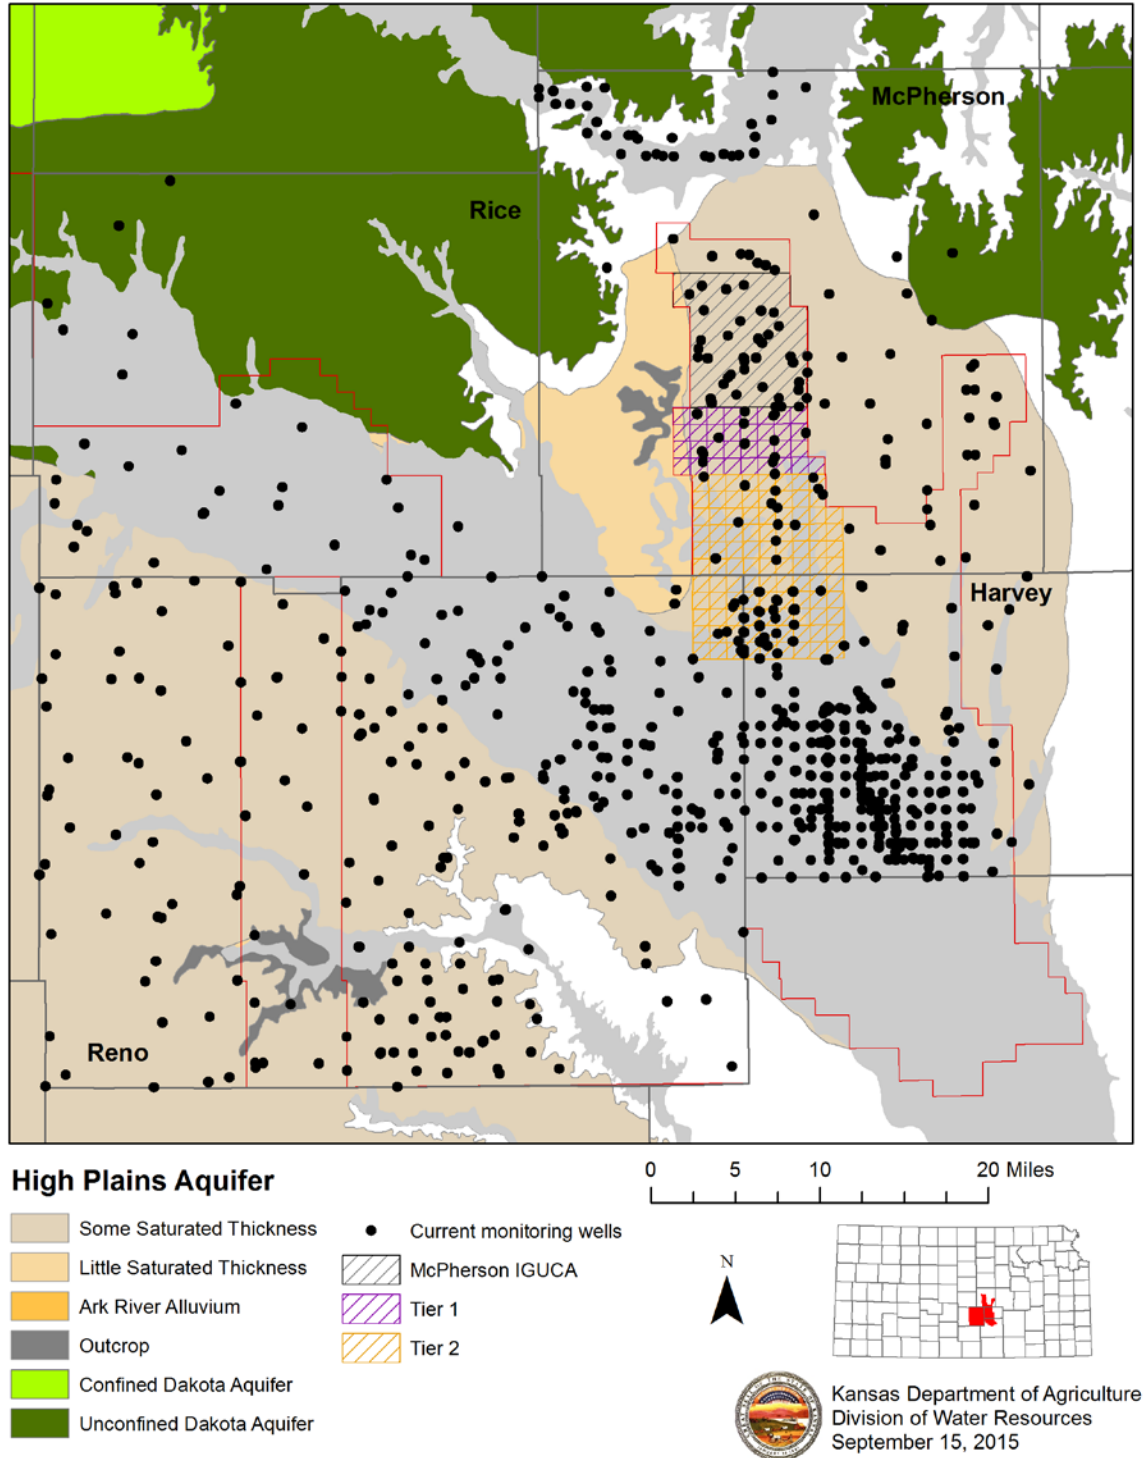 McPherson
Rice
Harvey
Reno
High Plains Aquifer
Some Saturated Thickness
Little Saturated Thickness
Ark River Alluvium
Outcrop
Confined Dakota Aquifer
Unconfined Dakota Aquifer
Current monitoring wells
McPherson IGUCA
Tier 1
Tier 2
0 5 10 20 Miles
N
Kansas Department of Agriculture
Division of Water Resources
September 15, 2015